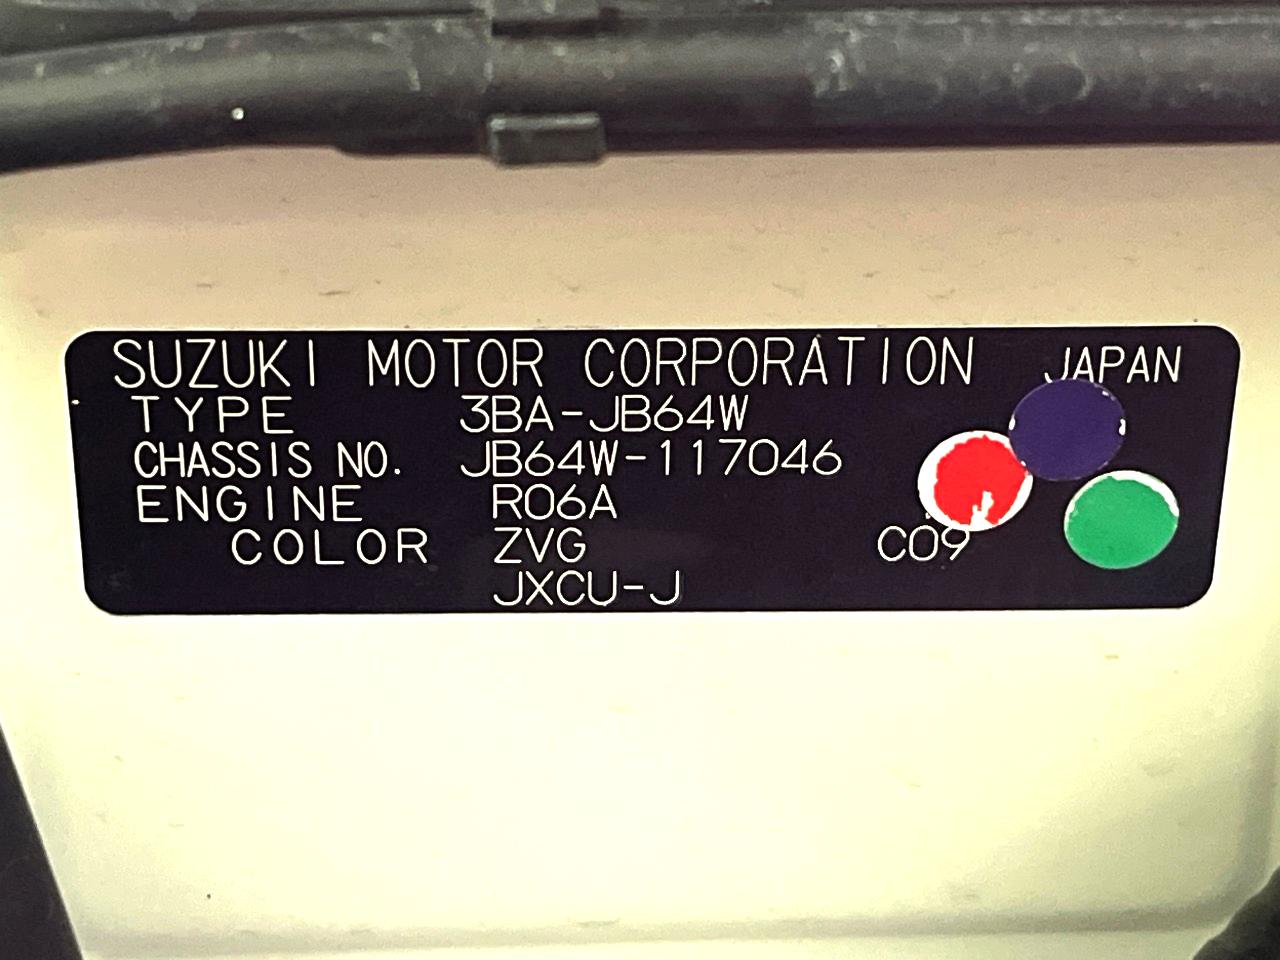 SUZUKI MOTOR CORPORATION JAPAN
TYPE 3BA-JB64W
CHASSIS NO. JB64W-117046
ENGINE R06A
COLOR ZVG C09
JXCU-J